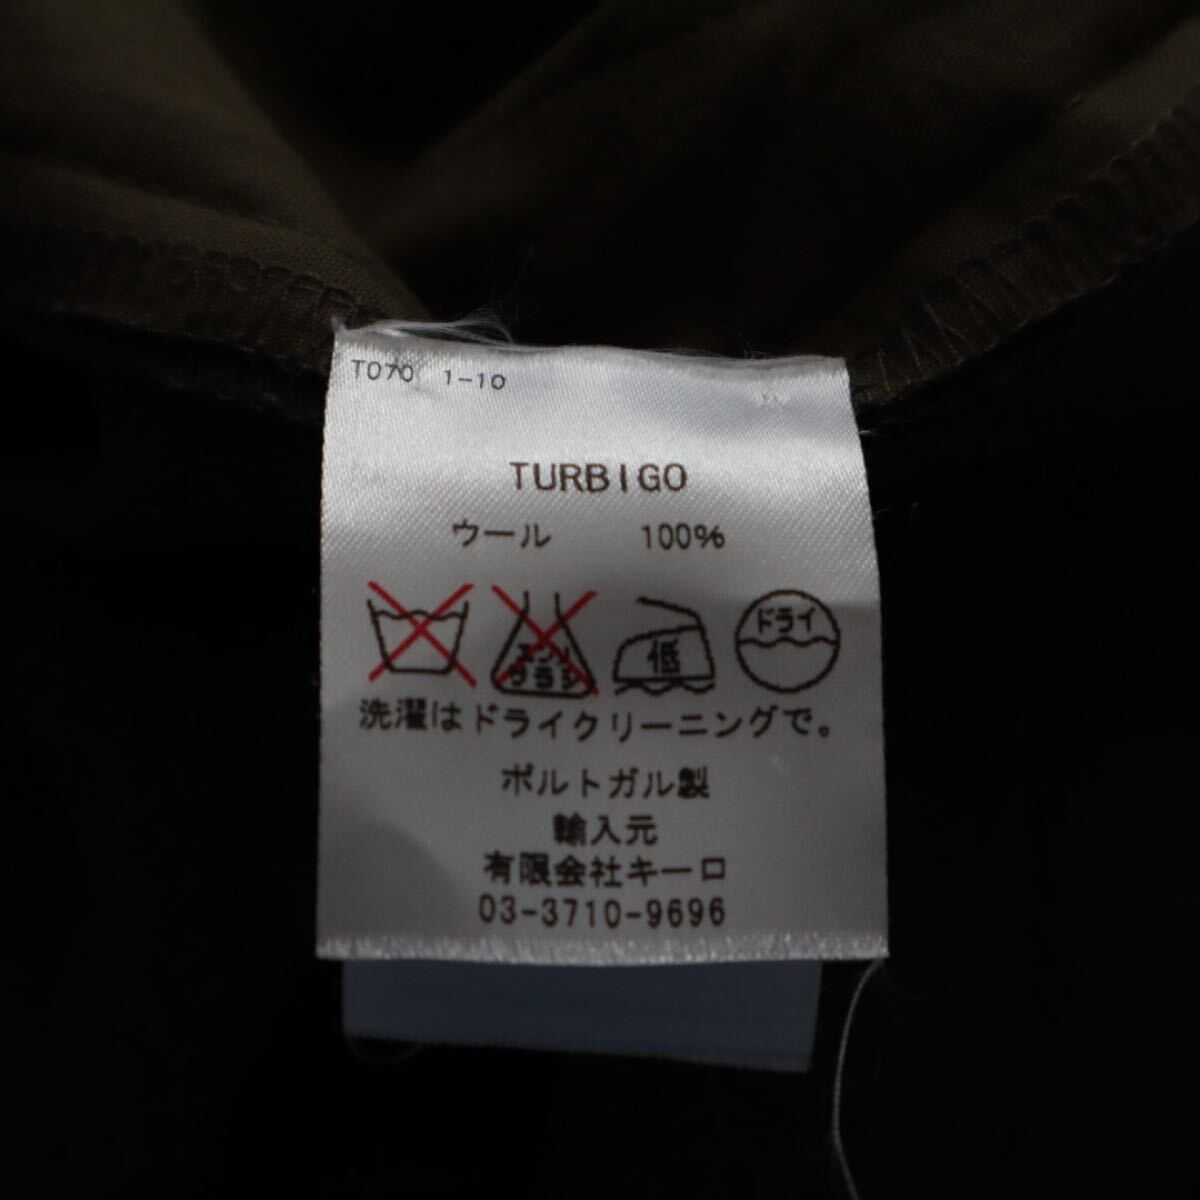 T070 1-10
TURBIGO
ウール 100%
エンソ
サラシ
低
ドライ
洗濯はドライクリーニングで。
ポルトガル製
輸入元
有限会社キーロ
03-3710-9696